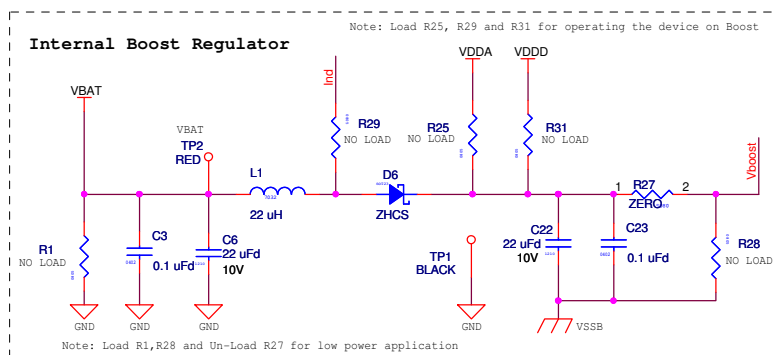 Note: Load R25, R29 and R31 for operating the device on Boost
Internal Boost Regulator
VDDA
VDDD
Ind
VBAT
VBAT
TP2
RED
R29
NO LOAD
R25
NO LOAD
R31
NO LOAD
Vboost
L1
22 uH
D6
ZHCS
1
R27
2
ZERO
R1
NO LOAD
C3
0.1 uFd
C6
22 uFd
10V
TP1
BLACK
C22
22 uFd
10V
C23
0.1 uFd
R28
NO LOAD
GND
GND
GND
GND
VSSB
Note: Load R1,R28 and Un-Load R27 for low power application